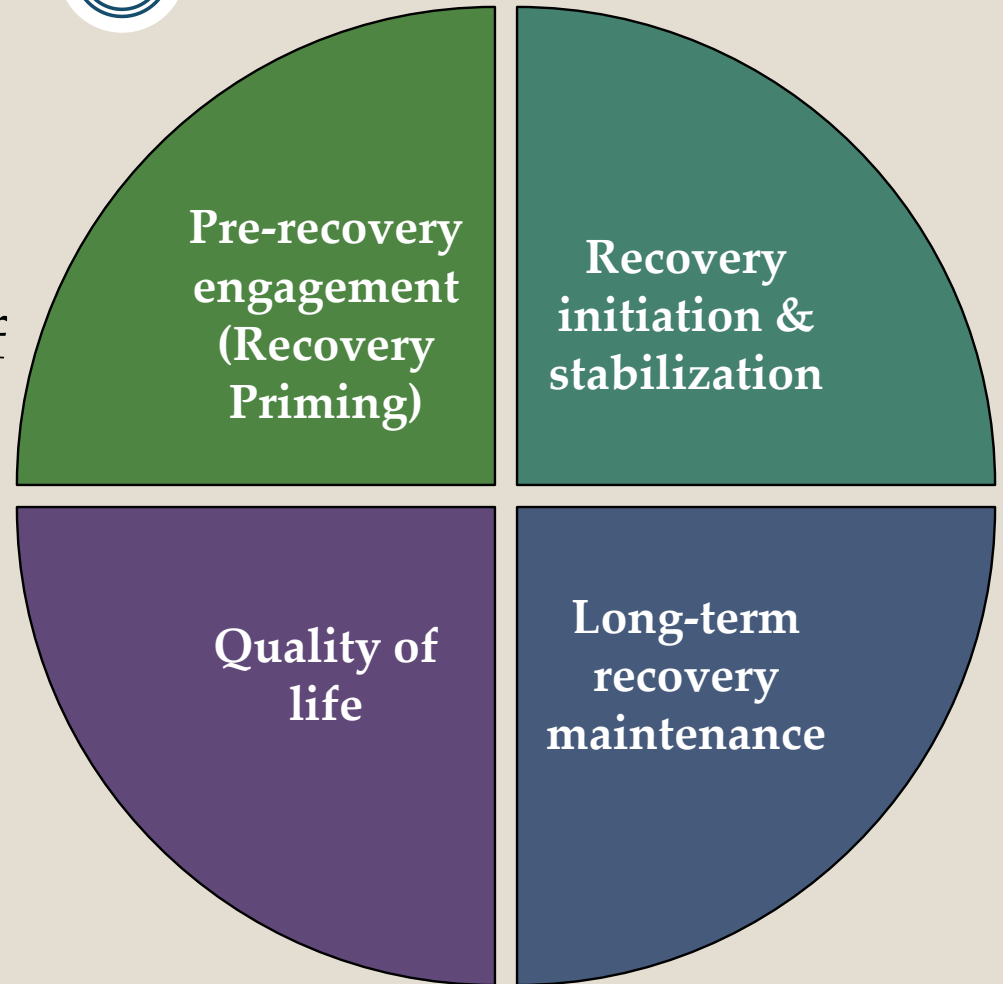 Pre-recovery
engagement
(Recovery
Priming)
Recovery
initiation &
stabilization
Quality of
life
Long-term
recovery
maintenance